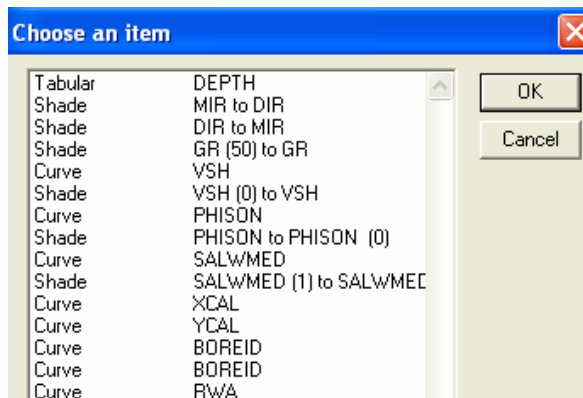 Choose an item
Tabular DEPTH
Shade MIR to DIR
Shade DIR to MIR
Shade GR (50) to GR
Curve VSH
Shade VSH (0) to VSH
Curve PHISON
Shade PHISON to PHISON (0)
Curve SALWMED
Shade SALWMED (1) to SALWMED
Curve XCAL
Curve YCAL
Curve BOREID
Curve BOREID
Curve RWA
OK
Cancel